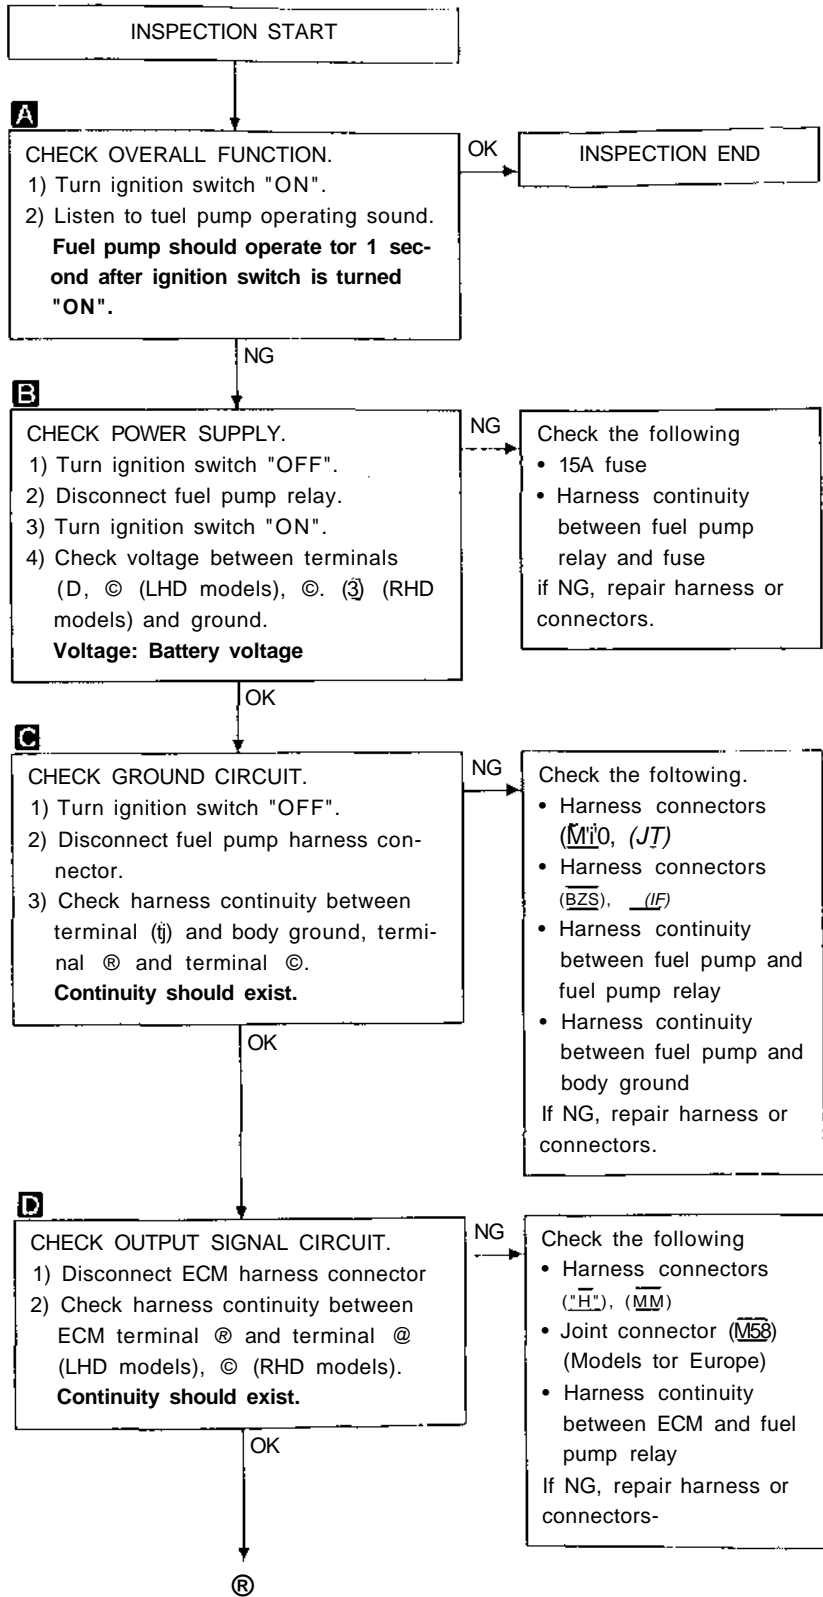 INSPECTION START
A
CHECK OVERALL FUNCTION.
1) Turn ignition switch "ON".
2) Listen to tuel pump operating sound.
Fuel pump should operate tor 1 sec-
ond after ignition switch is turned
"ON".
OK
INSPECTION END
NG
B
CHECK POWER SUPPLY.
1) Turn ignition switch "OFF".
2) Disconnect fuel pump relay.
3) Turn ignition switch "ON".
4) Check voltage between terminals
(D, © (LHD models), ©. (3) (RHD
models) and ground.
Voltage: Battery voltage
NG
Check the following
• 15A fuse
• Harness continuity
between fuel pump
relay and fuse
if NG, repair harness or
connectors.
OK
C
CHECK GROUND CIRCUIT.
1) Turn ignition switch "OFF".
2) Disconnect fuel pump harness con-
nector.
3) Check harness continuity between
terminal (tj) and body ground, termi-
nal ® and terminal ©.
Continuity should exist.
NG
Check the foltowing.
• Harness connectors
(M'i'0, (JT)
• Harness connectors
(BZS), (IF)
• Harness continuity
between fuel pump and
fuel pump relay
• Harness continuity
between fuel pump and
body ground
If NG, repair harness or
connectors.
OK
D
CHECK OUTPUT SIGNAL CIRCUIT.
1) Disconnect ECM harness connector
2) Check harness continuity between
ECM terminal ® and terminal @
(LHD models), © (RHD models).
Continuity should exist.
NG
Check the following
• Harness connectors
("H"), (MM)
• Joint connector (M58)
(Models tor Europe)
• Harness continuity
between ECM and fuel
pump relay
If NG, repair harness or
connectors-
OK
®